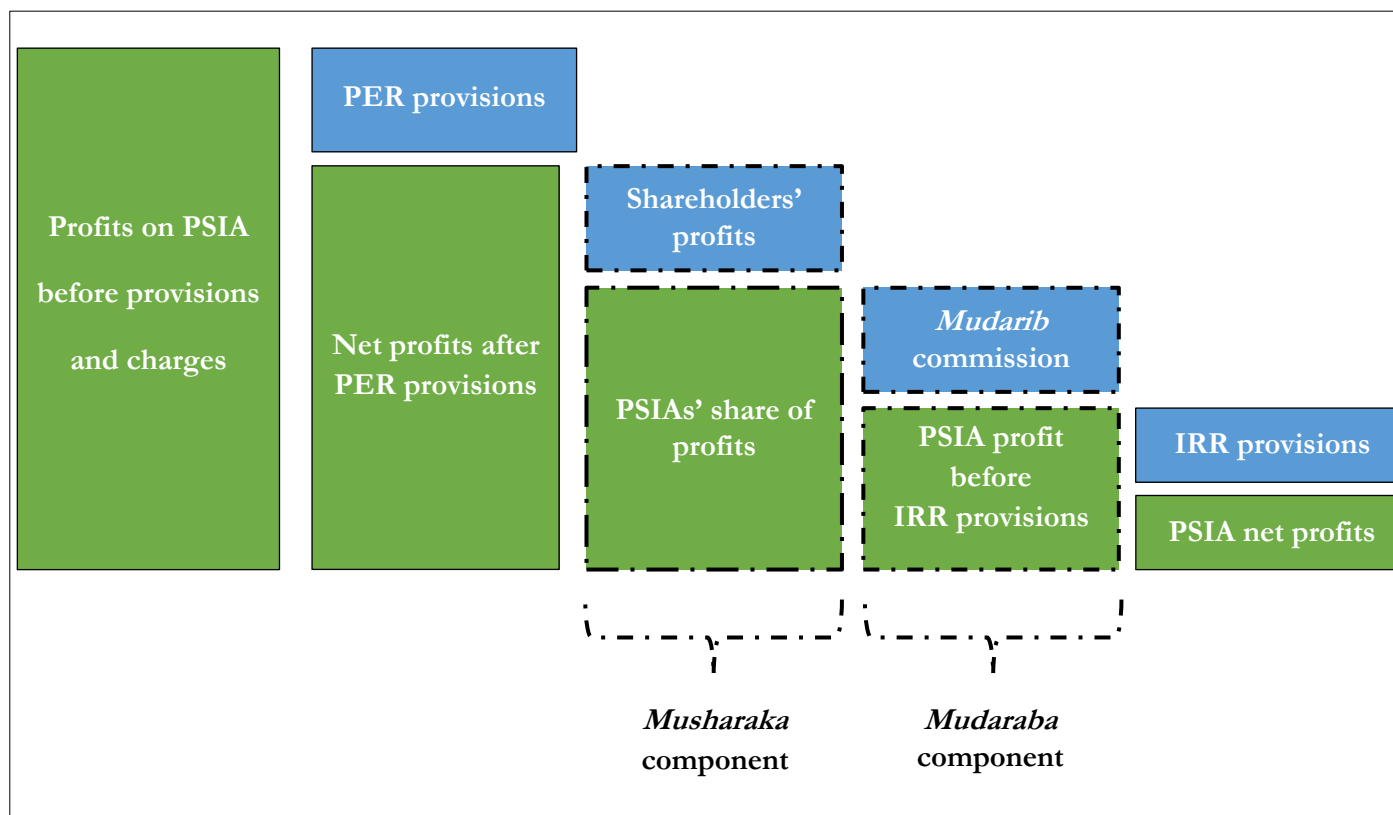 Profits on PSIA
before provisions
and charges
PER provisions
Net profits after
PER provisions
Shareholders’
profits
PSIAs’ share of
profits
Mudarib
commission
PSIA profit
before
IRR provisions
IRR provisions
PSIA net profits
Musharaka
component
Mudaraba
component